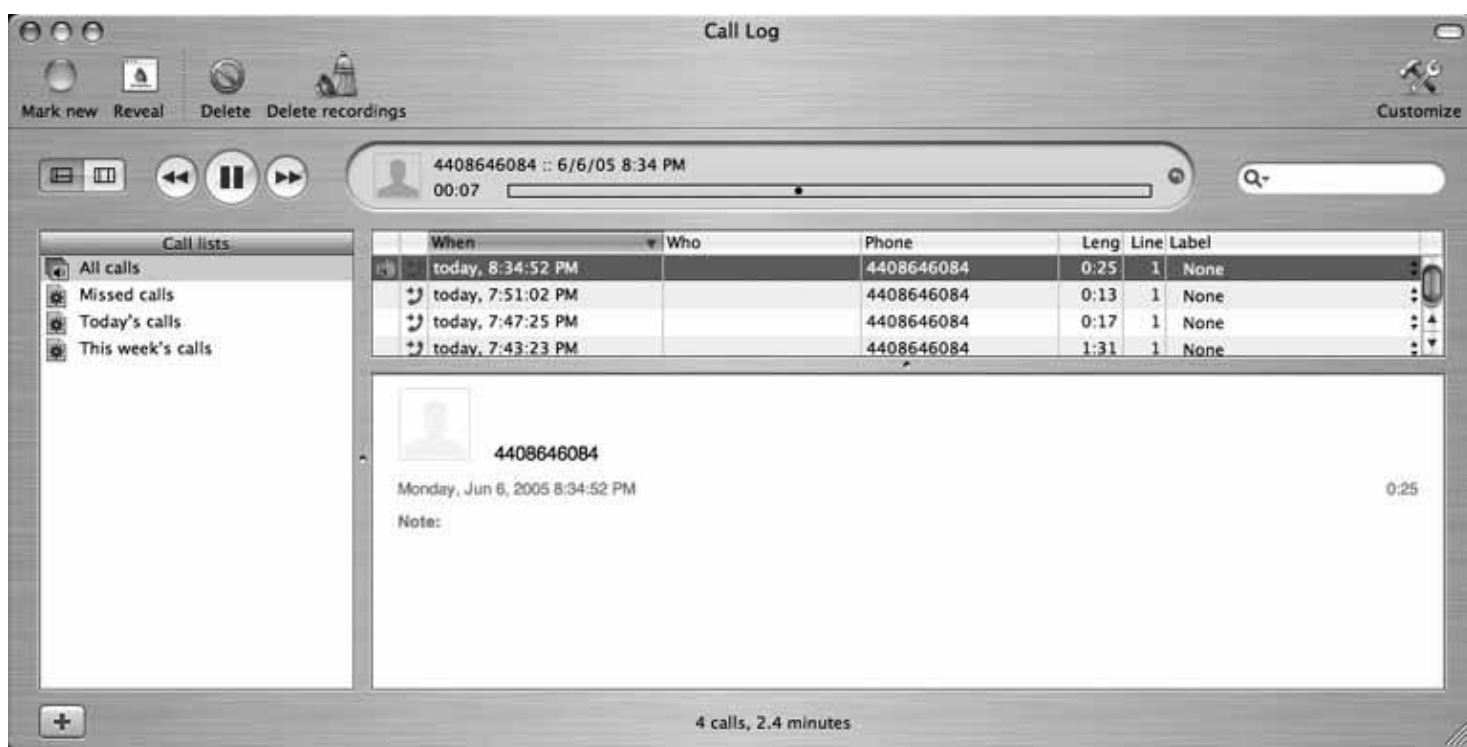 Call Log
Mark new Reveal Delete Delete recordings Customize
4408646084 :: 6/6/05 8:34 PM
00:07
Call lists
All calls
Missed calls
Today's calls
This week's calls
When Who Phone Leng Line Label
today, 8:34:52 PM 4408646084 0:25 1 None
today, 7:51:02 PM 4408646084 0:13 1 None
today, 7:47:25 PM 4408646084 0:17 1 None
today, 7:43:23 PM 4408646084 1:31 1 None
4408646084
Monday, Jun 6, 2005 8:34:52 PM 0:25
Note:
4 calls, 2.4 minutes